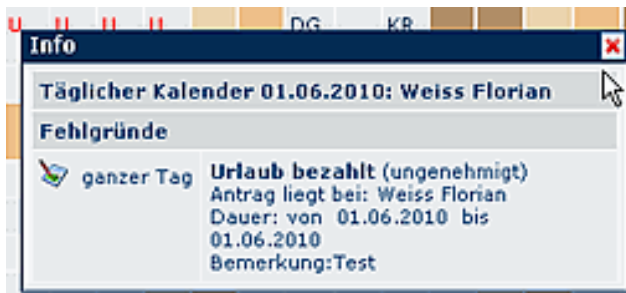 U U U U DG KR
Info
Täglicher Kalender 01.06.2010: Weiss Florian
Fehlgründe
ganzer Tag
Urlaub bezahlt (ungenehmigt)
Antrag liegt bei: Weiss Florian
Dauer: von 01.06.2010 bis
01.06.2010
Bemerkung:Test